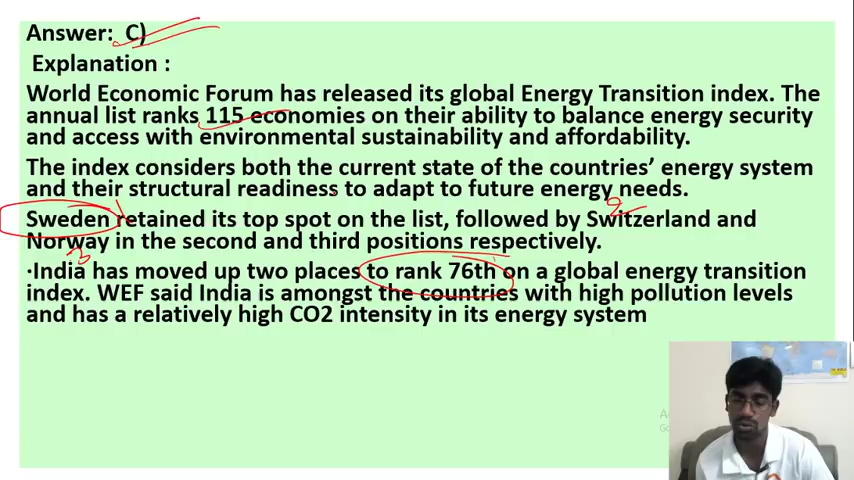 Answer: C)
Explanation :
World Economic Forum has released its global Energy Transition index. The
annual list ranks 115 economies on their ability to balance energy security
and access with environmental sustainability and affordability.
The index considers both the current state of the countries’ energy system
and their structural readiness to adapt to future energy needs.
2
Sweden retained its top spot on the list, followed by Switzerland and
Norway in the second and third positions respectively.
3
·India has moved up two places to rank 76th on a global energy transition
index. WEF said India is amongst the countries with high pollution levels
and has a relatively high CO2 intensity in its energy system